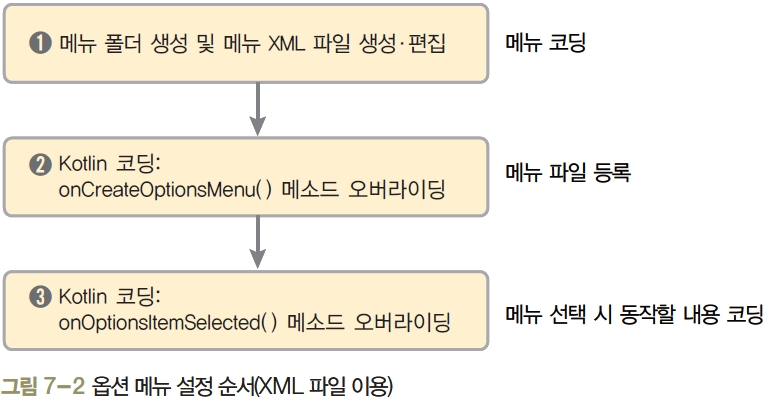 ❶ 메뉴 폴더 생성 및 메뉴 XML 파일 생성·편집
메뉴 코딩
❷ Kotlin 코딩:
onCreateOptionsMenu( ) 메소드 오버라이딩
메뉴 파일 등록
❸ Kotlin 코딩:
onOptionsItemSelected( ) 메소드 오버라이딩
메뉴 선택 시 동작할 내용 코딩
그림 7-2 옵션 메뉴 설정 순서(XML 파일 이용)